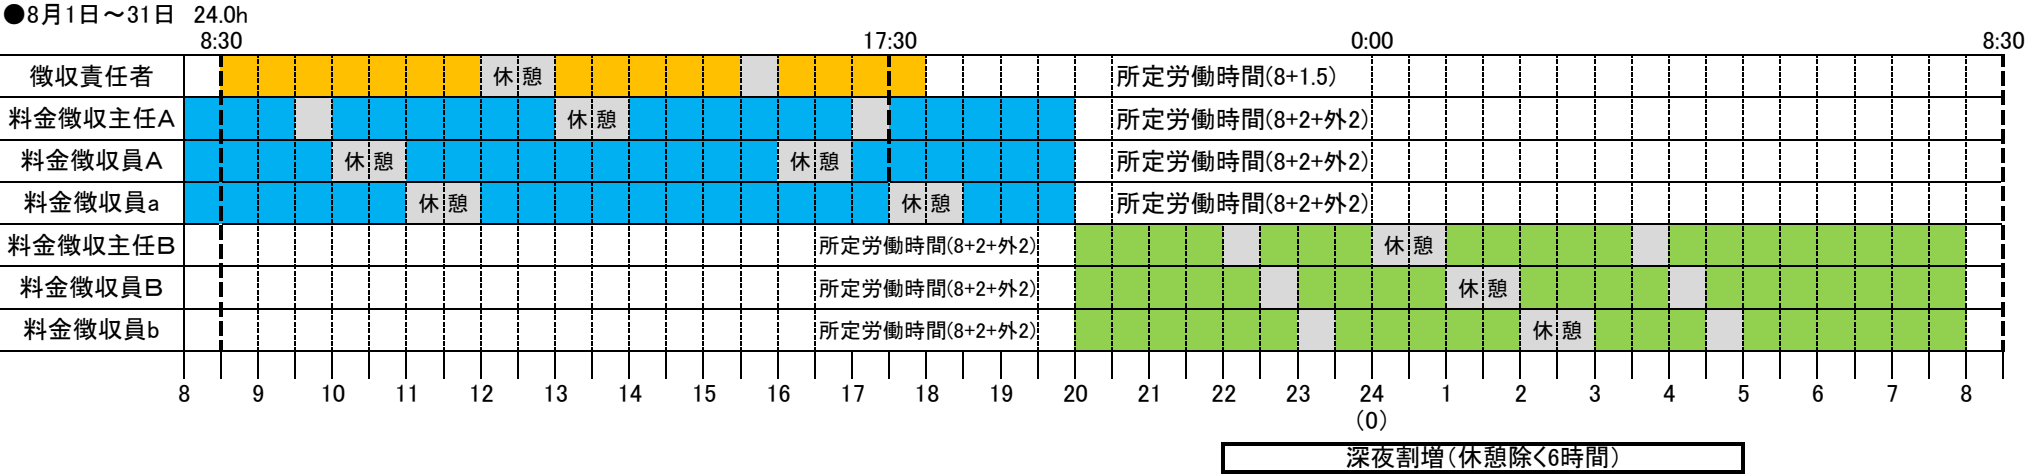 ●8月1日～31日 24.0h
8:30 17:30 0:00 8:30
徴収責任者 休憩 所定労働時間(8+1.5)
料金徴収主任A 休憩 所定労働時間(8+2+外2)
料金徴収員A 休憩 休憩 所定労働時間(8+2+外2)
料金徴収員a 休憩 休憩 所定労働時間(8+2+外2)
料金徴収主任B 所定労働時間(8+2+外2) 休憩
料金徴収員B 所定労働時間(8+2+外2) 休憩
料金徴収員b 所定労働時間(8+2+外2) 休憩
8 9 10 11 12 13 14 15 16 17 18 19 20 21 22 23 24 1 2 3 4 5 6 7 8
(0)
深夜割増(休憩除く6時間)